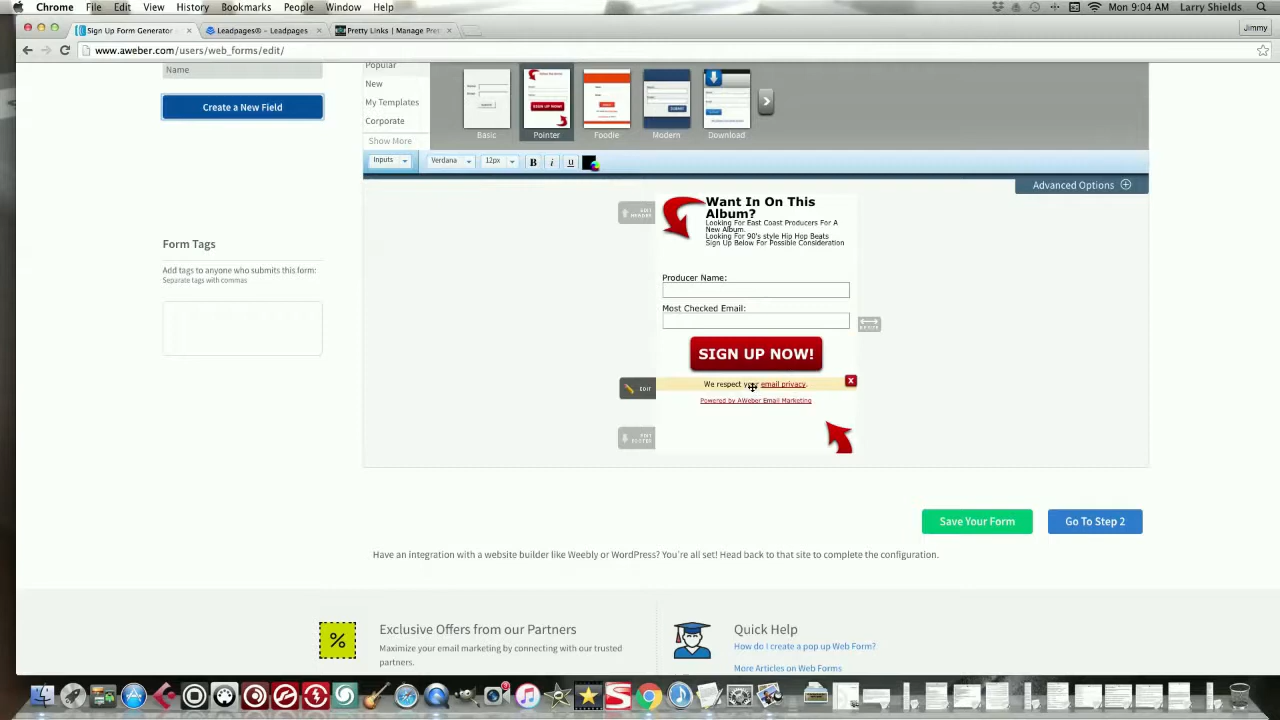 Chrome File Edit View History Bookmarks People Window Help Mon 9:04 AM Larry Shields
Sign Up Form Generator Leadpages® – Leadpages Pretty Links | Manage Pre Jimmy
www.aweber.com/users/web_forms/edit/
Name
Create a New Field
Popular
New
My Templates
Corporate
Show More
Basic Pointer Foodie Modern Download
Inputs Verdana 12px B i u
Advanced Options
Form Tags
Add tags to anyone who submits this form:
Separate tags with commas
EDIT
HEADER
Want In On This
Album?
Looking For East Coast Producers For A
New Album.
Looking For 90's style Hip Hop Beats
Sign Up Below For Possible Consideration
Producer Name:
Most Checked Email:
SIGN UP NOW!
EDIT
We respect your email privacy.
Powered by AWeber Email Marketing
EDIT
FOOTER
Save Your Form Go To Step 2
Have an integration with a website builder like Weebly or WordPress? You're all set! Head back to that site to complete the configuration.
Exclusive Offers from our Partners
Maximize your email marketing by connecting with our trusted
partners.
Quick Help
How do I create a pop up Web Form?
More Articles on Web Forms